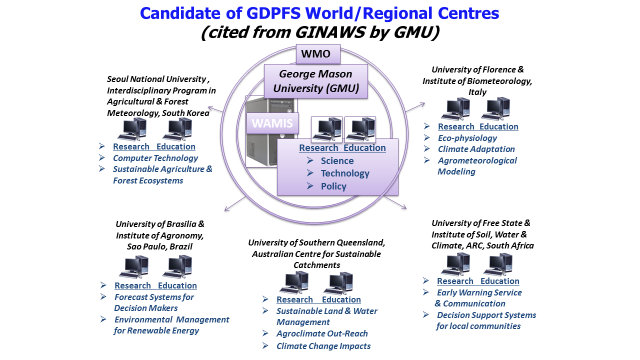 Candidate of GDPFS World/Regional Centres
(cited from GINAWS by GMU)
WMO
George Mason
University (GMU)
WAMIS
Research Education
Science
Technology
Policy
Seoul National University ,
Interdisciplinary Program in
Agricultural & Forest
Meteorology, South Korea
Research Education
Computer Technology
Sustainable Agriculture &
Forest Ecosystems
University of Florence &
Institute of Biometeorology,
Italy
Research Education
Eco-physiology
Climate Adaptation
Agrometeorological
Modeling
University of Brasilia &
Institute of Agronomy,
Sao Paulo, Brazil
Research Education
Forecast Systems for
Decision Makers
Environmental Management
for Renewable Energy
University of Southern Queensland,
Australian Centre for Sustainable
Catchments
Research Education
Sustainable Land & Water
Management
Agroclimate Out-Reach
Climate Change Impacts
University of Free State &
Institute of Soil, Water &
Climate, ARC, South Africa
Research Education
Early Warning Service
& Communication
Decision Support Systems
for local communities